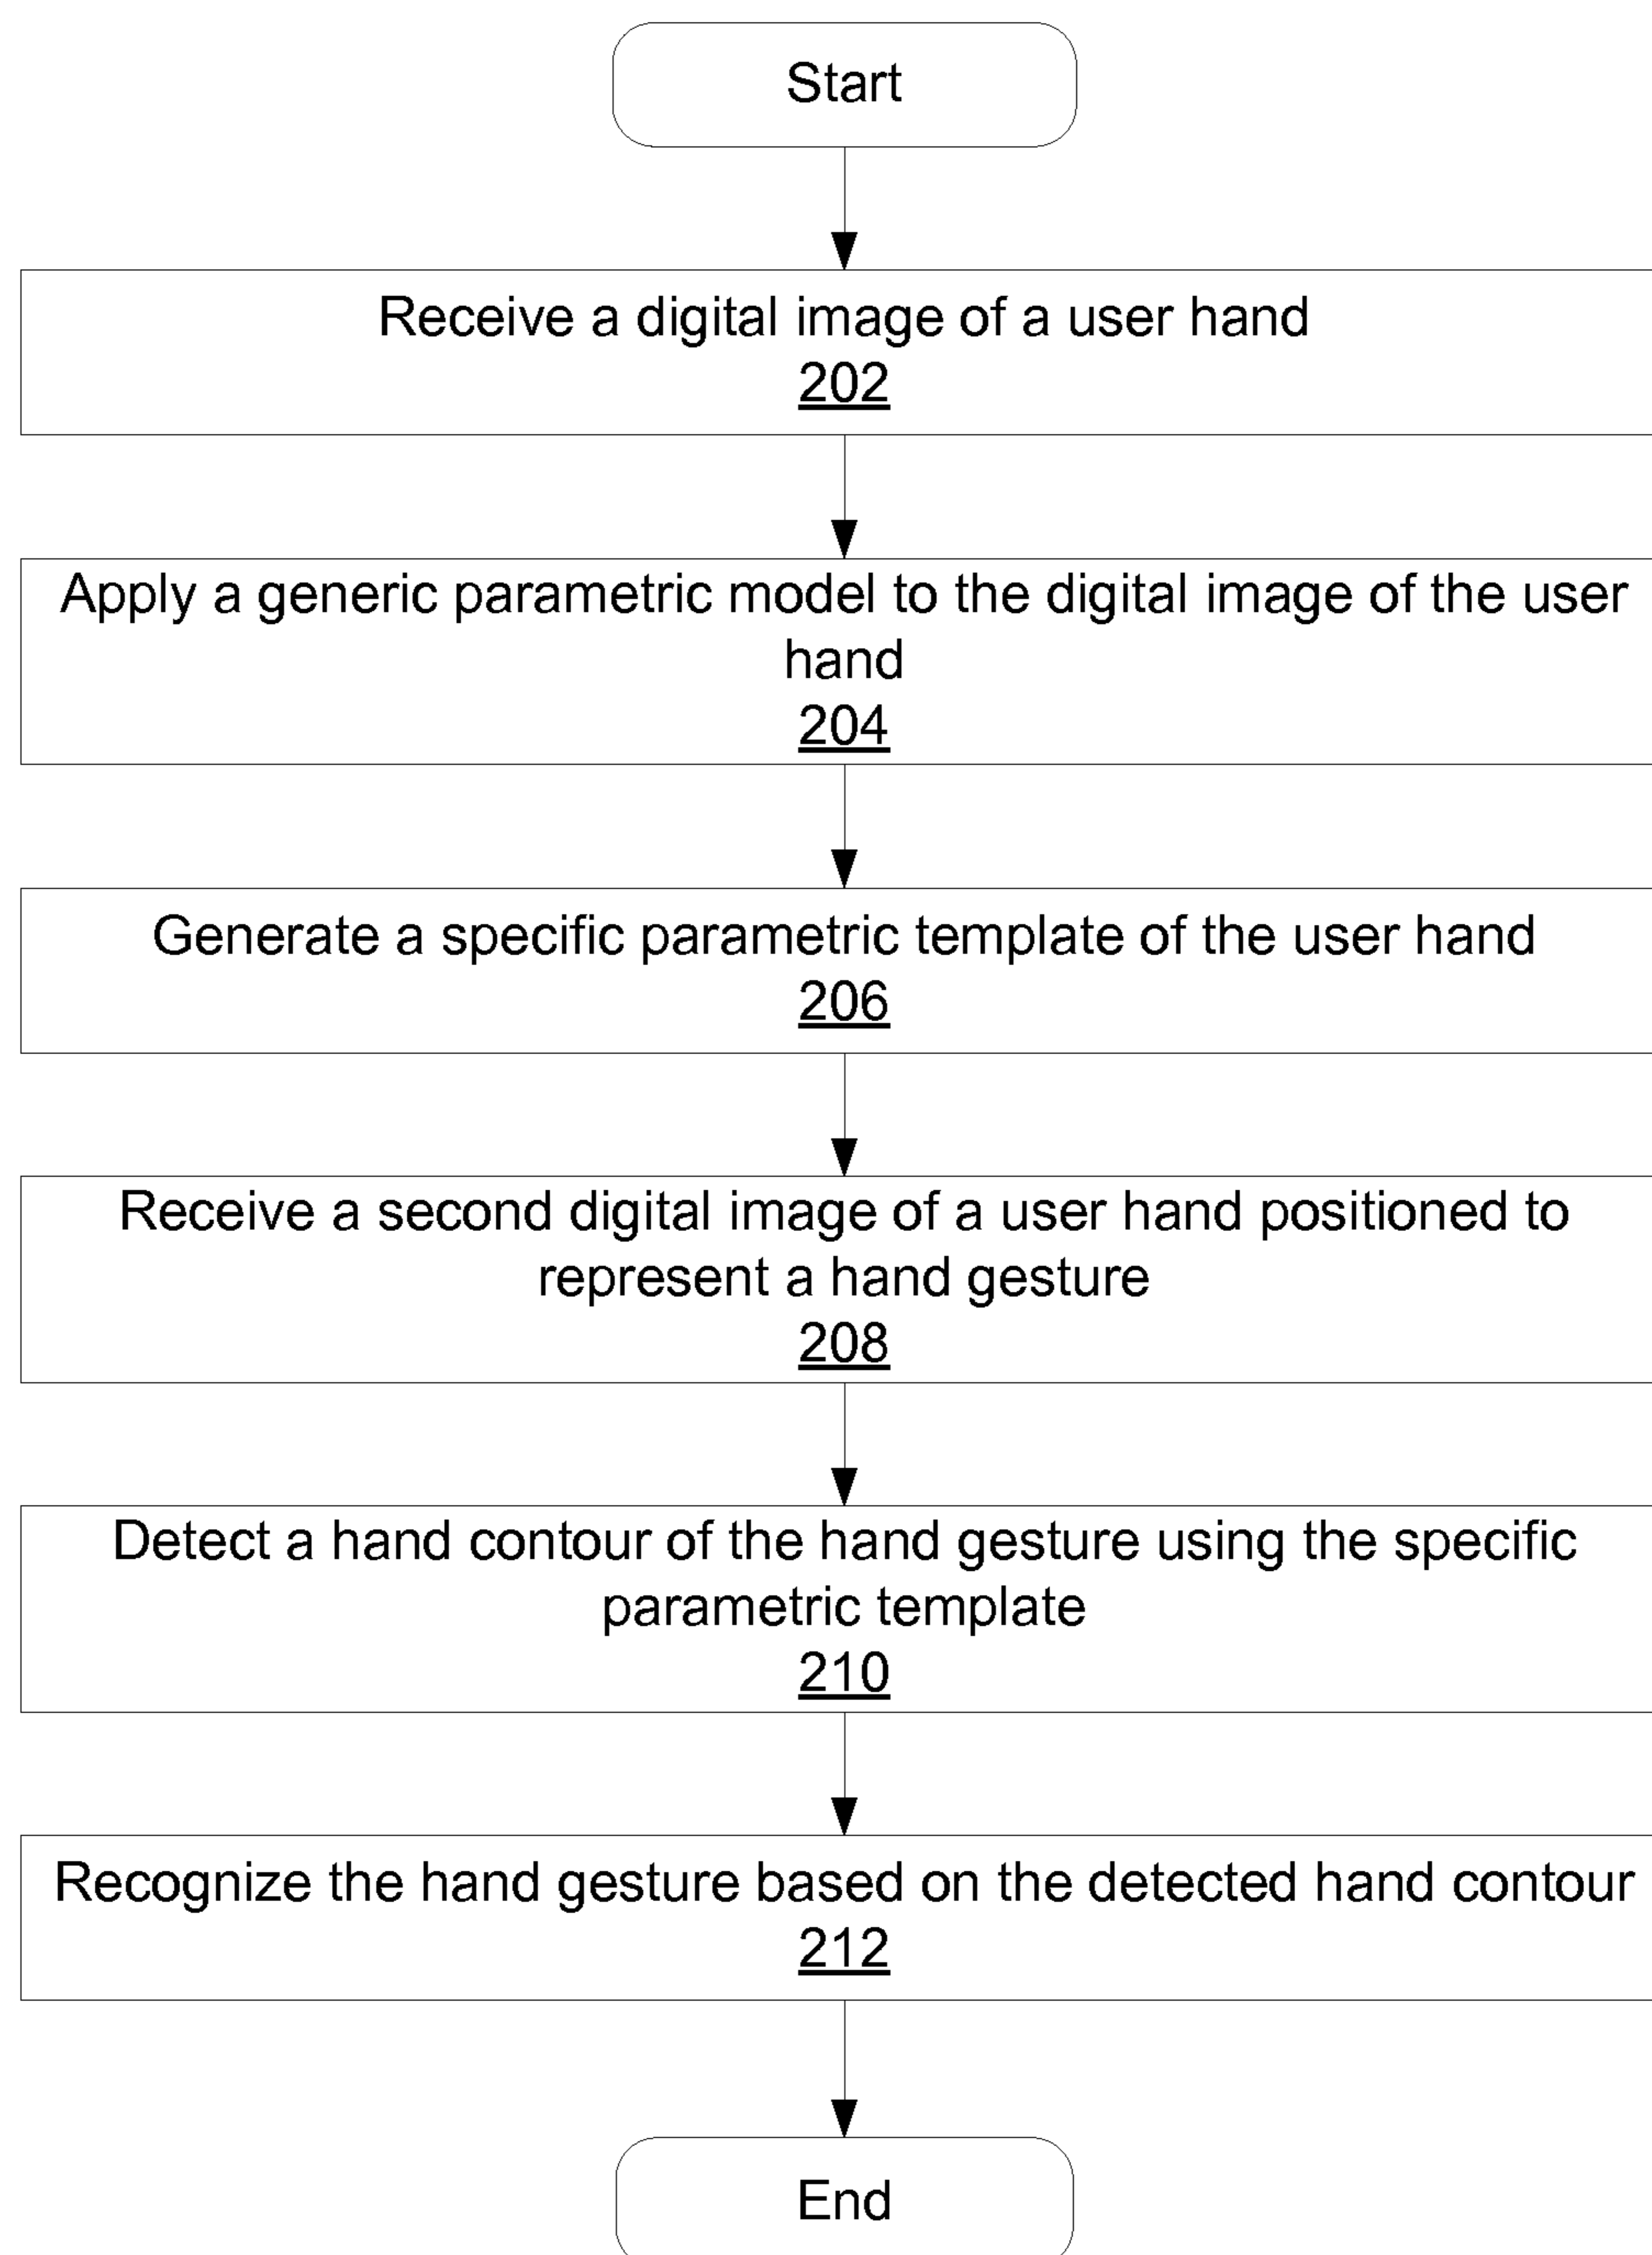 Start
Receive a digital image of a user hand
202
Apply a generic parametric model to the digital image of the user
hand
204
Generate a specific parametric template of the user hand
206
Receive a second digital image of a user hand positioned to
represent a hand gesture
208
Detect a hand contour of the hand gesture using the specific
parametric template
210
Recognize the hand gesture based on the detected hand contour
212
End